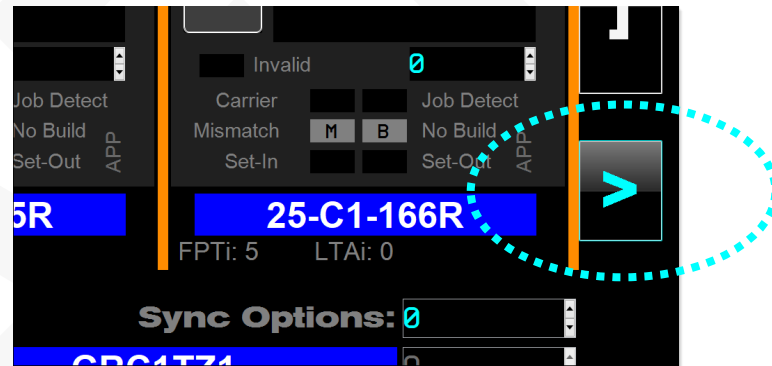 Invalid 0
Job Detect Carrier Job Detect
No Build Mismatch M B No Build
Set-Out Set-In Set-Out
APP APP
>
5R 25-C1-166R
FPTi: 5 LTAi: 0
Sync Options: 0